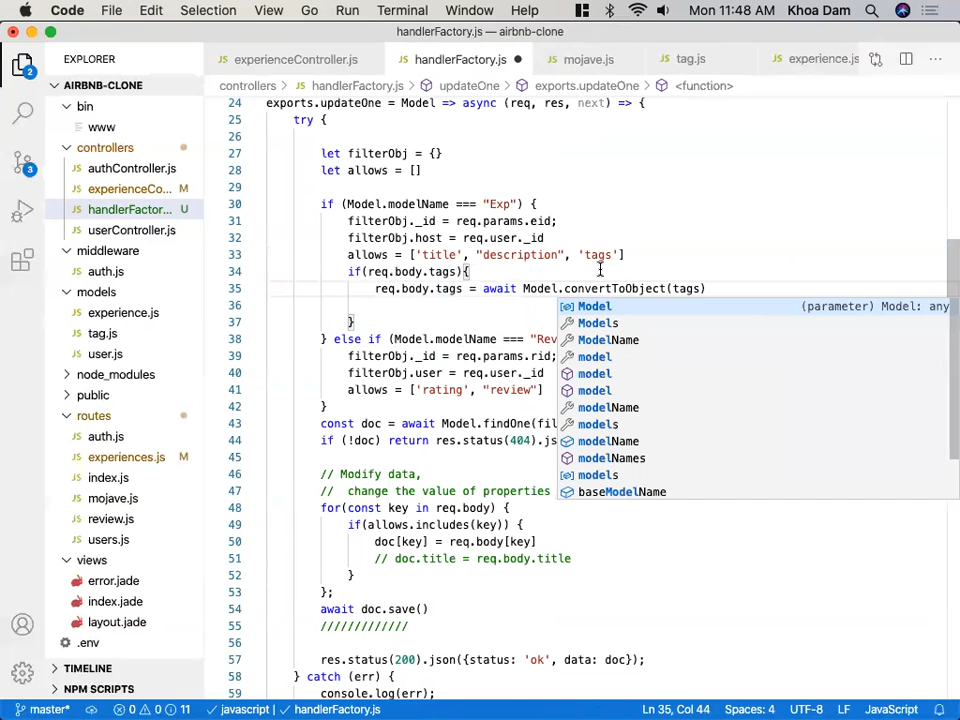 Code File Edit Selection View Go Run Terminal Window Help Mon 11:48 AM Khoa Dam
handlerFactory.js — airbnb-clone
EXPLORER
experienceController.js handlerFactory.js mojave.js tag.js experience.js
AIRBNB-CLONE
controllers handlerFactory.js updateOne exports.updateOne <function>
bin
www
controllers
authController.js
experienceCo... M
handlerFactor... U
userController.js
middleware
auth.js
models
experience.js
tag.js
user.js
node_modules
public
routes
auth.js
experiences.js M
index.js
mojave.js
review.js
users.js
views
error.jade
index.jade
layout.jade
.env
TIMELINE
NPM SCRIPTS
2
3
24 exports.updateOne = Model => async (req, res, next) => {
25 try {
26
27 let filterObj = {}
28 let allows = []
29
30 if (Model.modelName === "Exp") {
31 filterObj._id = req.params.eid;
32 filterObj.host = req.user._id
33 allows = ['title', "description", 'tags']
34 if(req.body.tags){
35 req.body.tags = await Model.convertToObject(tags)
36
37 }
38 } else if (Model.modelName === "Rev
39 filterObj._id = req.params.rid;
40 filterObj.user = req.user._id
41 allows = ['rating', "review"]
42 }
43 const doc = await Model.findOne(fil
44 if (!doc) return res.status(404).js
45
46 // Modify data,
47 // change the value of properties
48 for(const key in req.body) {
49 if(allows.includes(key)) {
50 doc[key] = req.body[key]
51 // doc.title = req.body.title
52 }
53 };
54 await doc.save()
55 /////////////
56
57 res.status(200).json({status: 'ok', data: doc});
58 } catch (err) {
59 console.log(err);
Model (parameter) Model: any
Models
ModelName
model
model
model
modelName
models
modelName
modelNames
models
baseModelName
master* 0 0 11 javascript handlerFactory.js Ln 35, Col 44 Spaces: 4 UTF-8 LF JavaScript